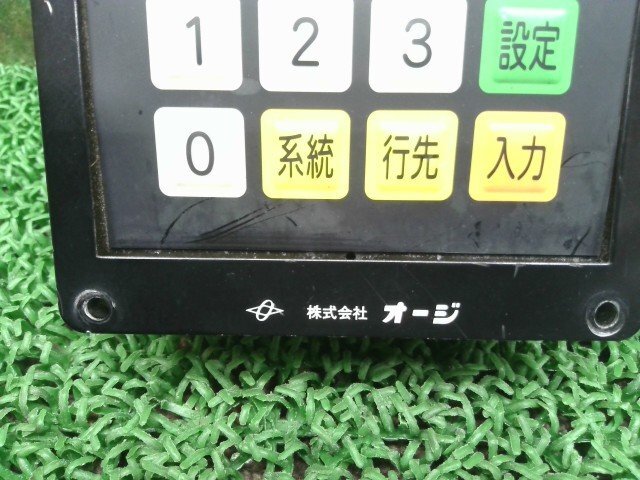 1 2 3 設定
0 系統 行先 入力
株式会社 オージ